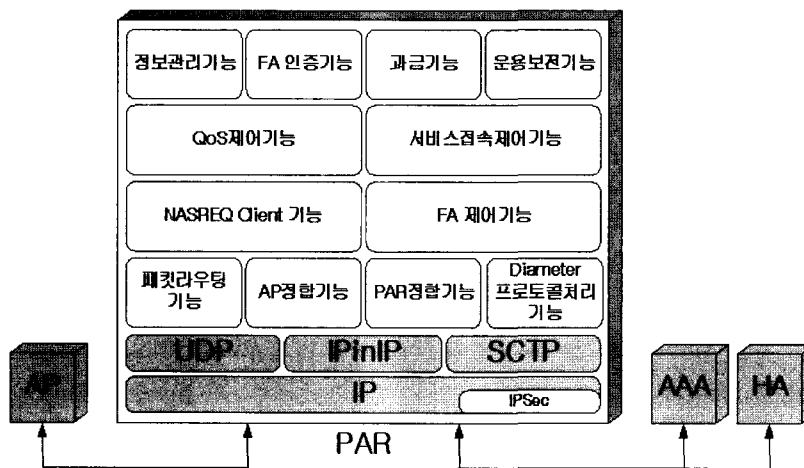 정보관리기능 FA 인증기능 과금기능 운용보전기능
QoS제어기능 서비스접속제어기능
NASREQ Client 기능 FA 제어기능
패킷라우팅
기능
AP정합기능 PAR정합기능
Diameter
프로토콜처리
기능
UDP IPinIP SCTP
IP
IPSec
AP
AAA HA
PAR